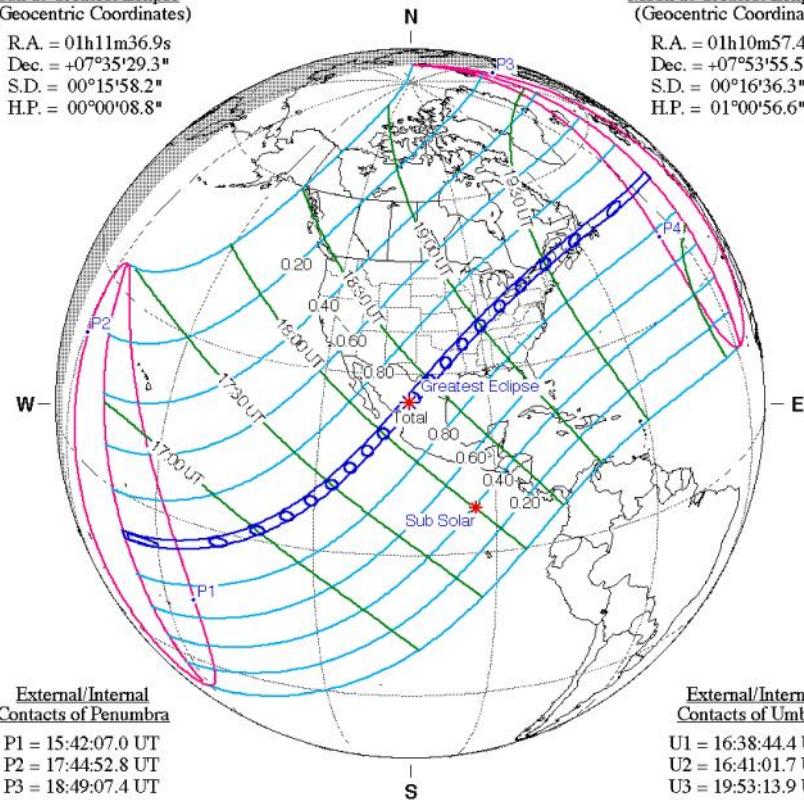 (Geocentric Coordinates)
R.A. = 01h11m36.9s
Dec. = +07°35'29.3"
S.D. = 00°15'58.2"
H.P. = 00°00'08.8"
N
(Geocentric Coordina
R.A. = 01h10m57.4
Dec. = +07°53'55.5
S.D. = 00°16'36.3"
H.P. = 01°00'56.6"
P3
19:30 UT
19:00 UT
P4
0.20
18:30 UT
0.40
P2
18:00 UT
0.60
0.80
17:30 UT
Greatest Eclipse
W
E
Total
0.80
17:00 UT
0.60
0.40
0.20
Sub Solar
P1
External/Internal
Contacts of Penumbra
P1 = 15:42:07.0 UT
P2 = 17:44:52.8 UT
P3 = 18:49:07.4 UT
S
External/Intern
Contacts of Umb
U1 = 16:38:44.4 U
U2 = 16:41:01.7 U
U3 = 19:53:13.9 U